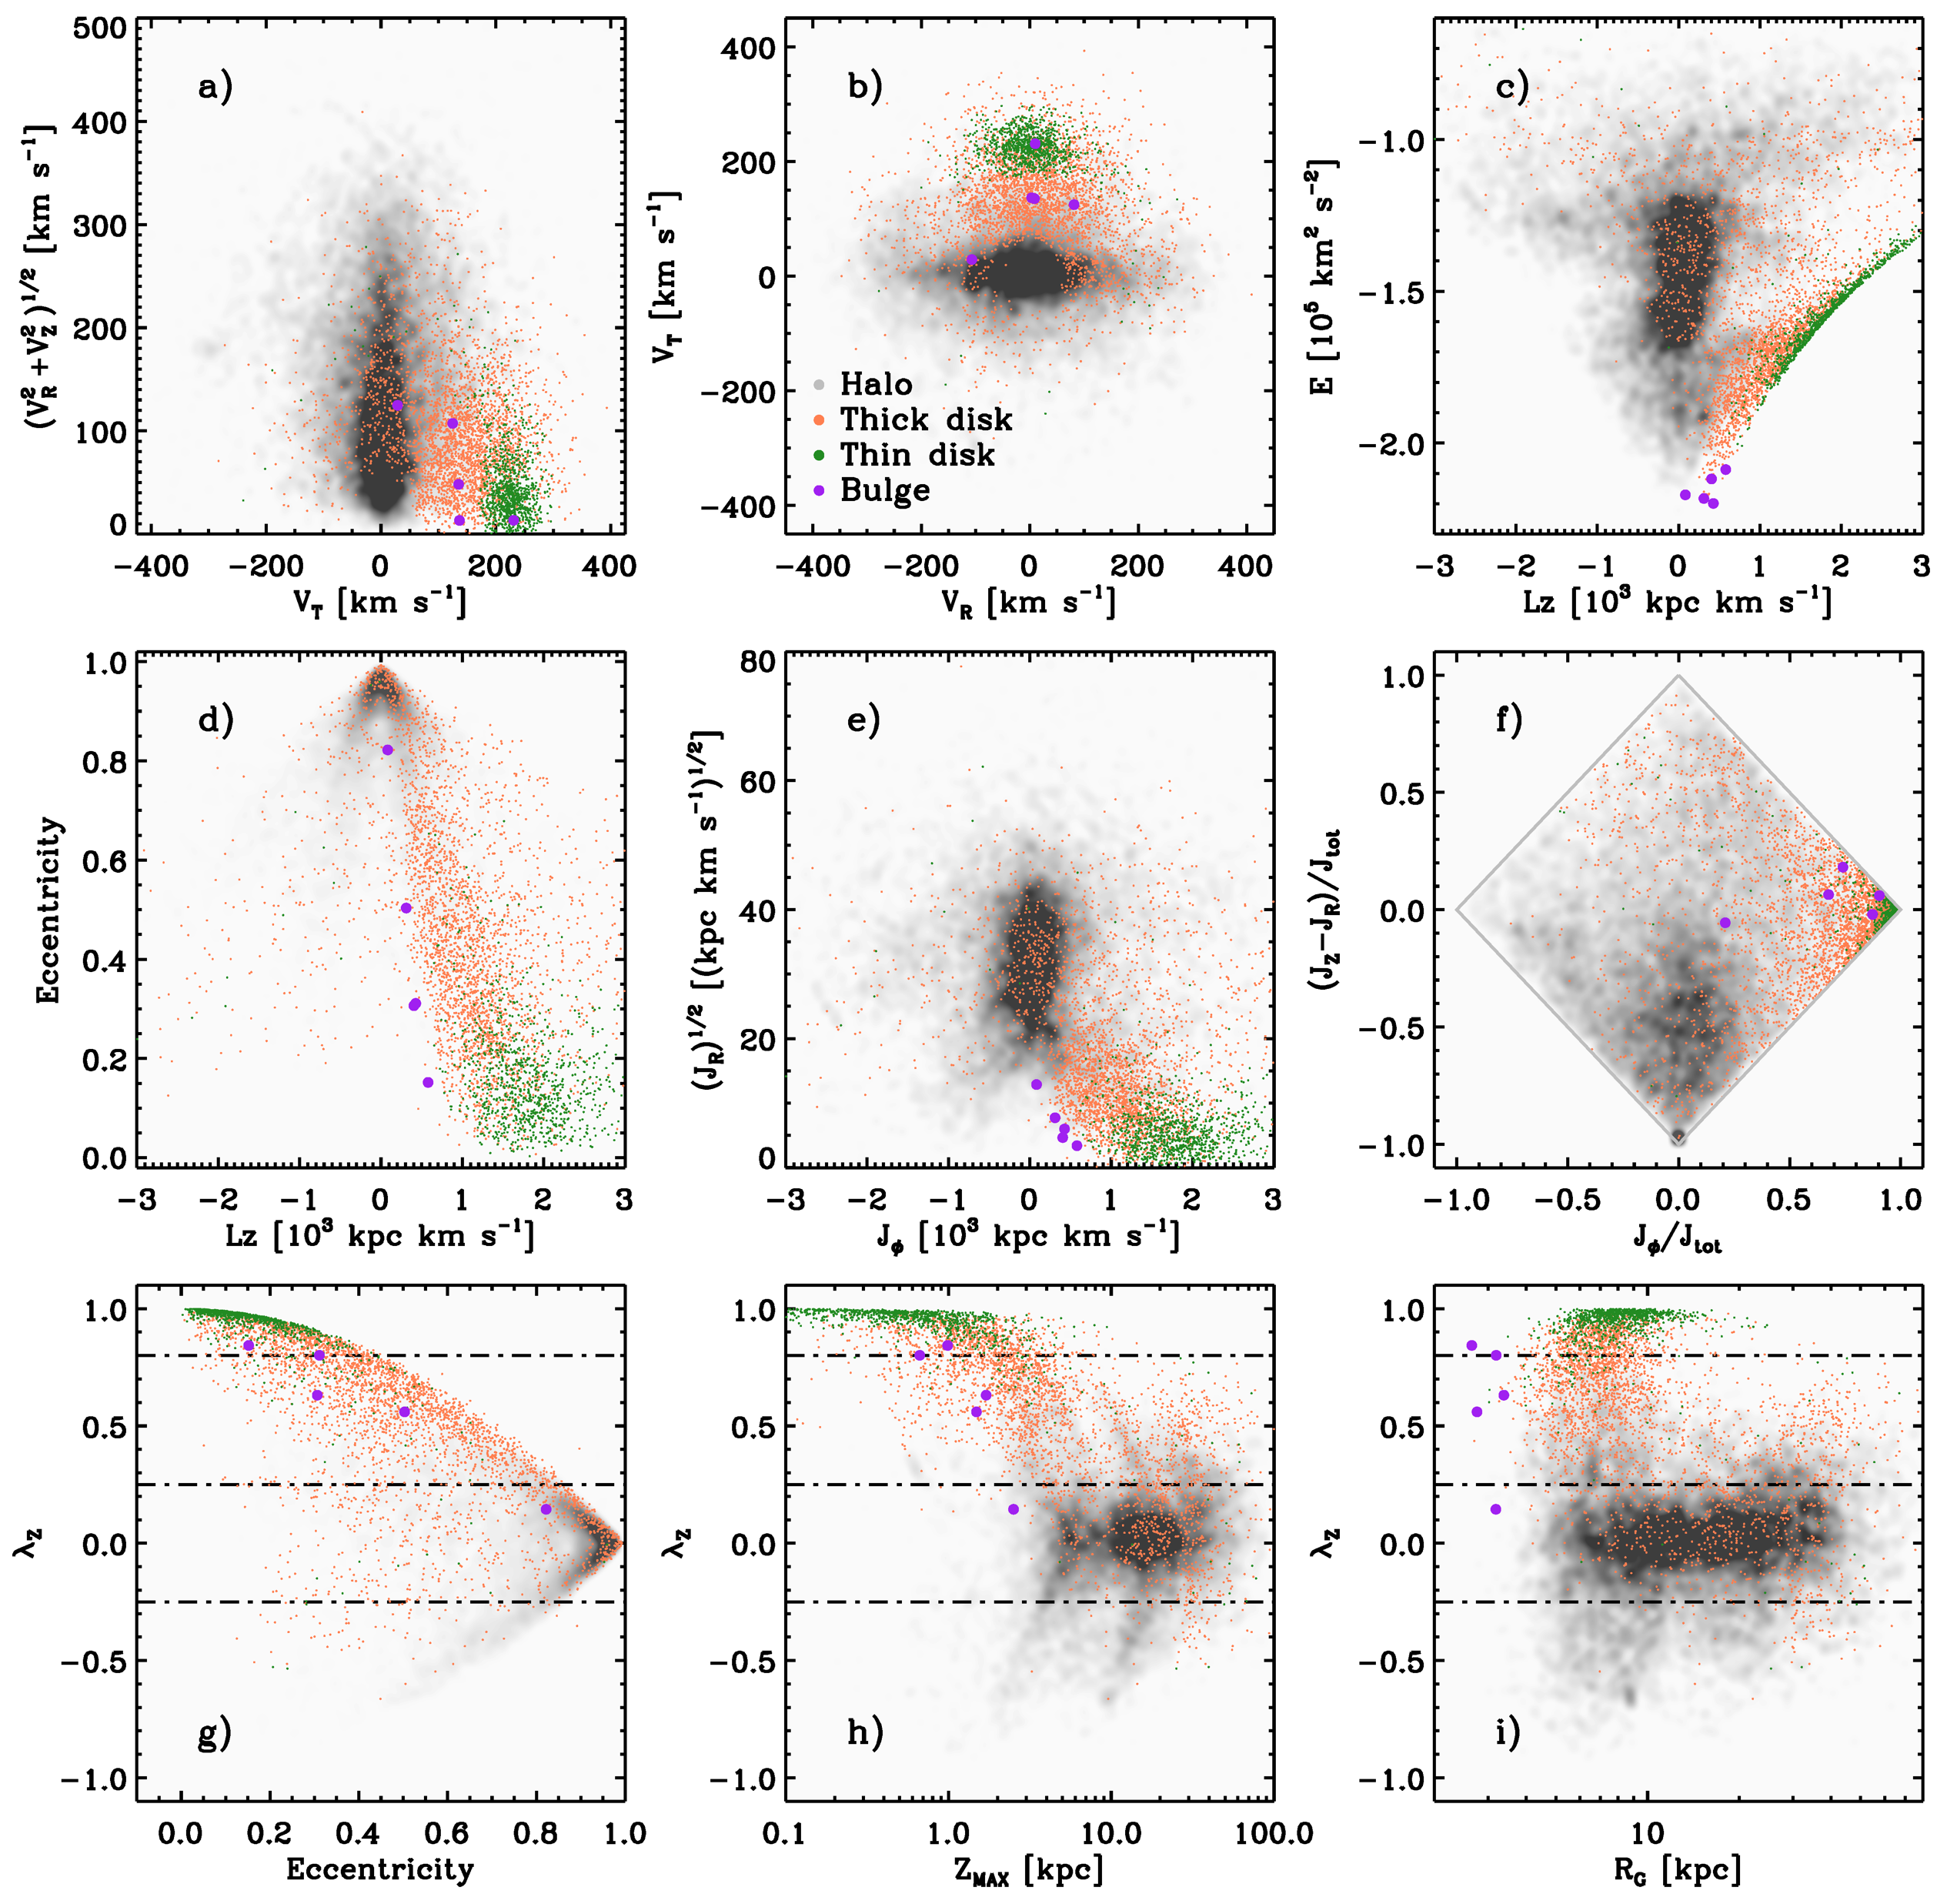 a)
500
400
300
200
100
0
(V_R^2+V_Z^2)^1/2 [km s^-1]
-400 -200 0 200 400
V_T [km s^-1]
b)
400
200
0
-200
-400
V_T [km s^-1]
Halo
Thick disk
Thin disk
Bulge
-400 -200 0 200 400
V_R [km s^-1]
c)
-1.0
-1.5
-2.0
E [10^5 km^2 s^-2]
-3 -2 -1 0 1 2 3
Lz [10^3 kpc km s^-1]
d)
1.0
0.8
0.6
0.4
0.2
0.0
Eccentricity
-3 -2 -1 0 1 2 3
Lz [10^3 kpc km s^-1]
e)
80
60
40
20
0
(J_R)^1/2 [(kpc km s^-1)^1/2]
-3 -2 -1 0 1 2 3
J_ϕ [10^3 kpc km s^-1]
f)
1.0
0.5
0.0
-0.5
-1.0
(J_Z-J_R)/J_tot
-1.0 -0.5 0.0 0.5 1.0
J_ϕ/J_tot
g)
1.0
0.5
0.0
-0.5
-1.0
λ_Z
0.0 0.2 0.4 0.6 0.8 1.0
Eccentricity
h)
1.0
0.5
0.0
-0.5
-1.0
λ_Z
0.1 1.0 10.0 100.0
Z_MAX [kpc]
i)
1.0
0.5
0.0
-0.5
-1.0
λ_Z
10
R_G [kpc]